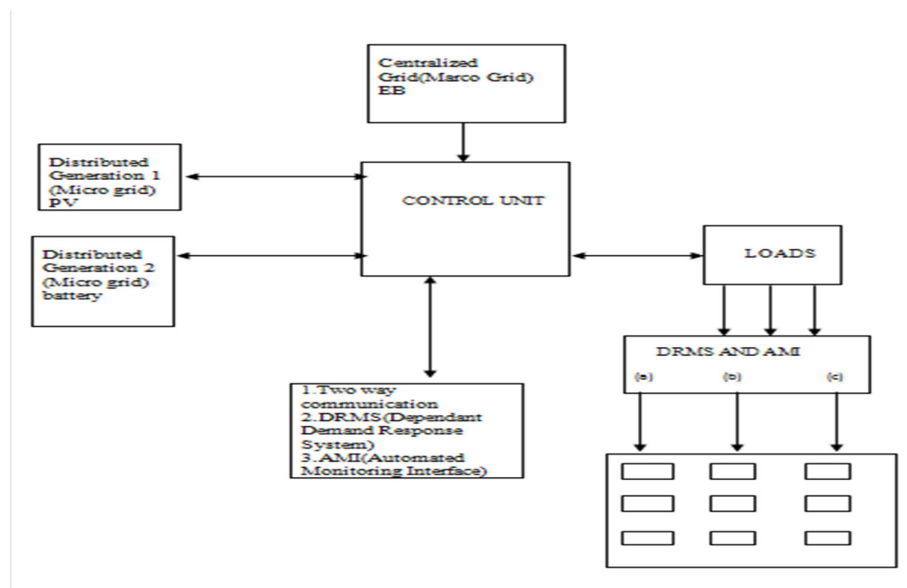 Centralized
Grid(Marco Grid)
EB
Distributed
Generation 1
(Micro grid)
PV
CONTROL UNIT
Distributed
Generation 2
(Micro grid)
battery
LOADS
DRMS AND AMI
(a) (b) (c)
1.Two way
communication
2.DRMS(Dependant
Demand Response
System)
3.AMI(Automated
Monitoring Interface)